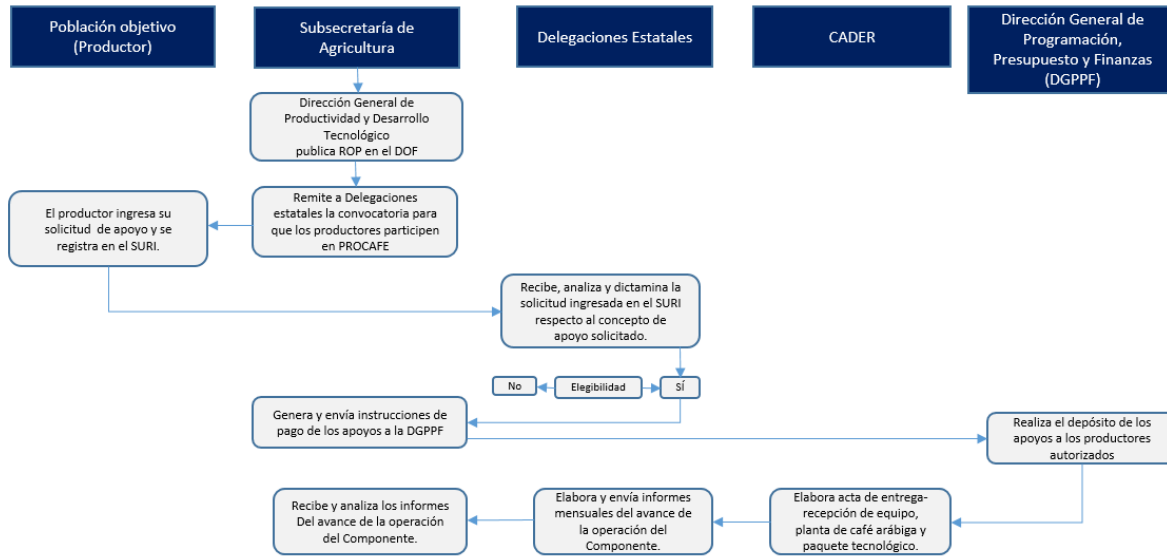 Población objetivo
(Productor)
Subsecretaría de
Agricultura
Delegaciones Estatales
CADER
Dirección General de
Programación,
Presupuesto y Finanzas
(DGPPF)
Dirección General de
Productividad y Desarrollo
Tecnológico
publica ROP en el DOF
Remite a Delegaciones
estatales la convocatoria para
que los productores participen
en PROCAFE
El productor ingresa su
solicitud de apoyo y se
registra en el SURI.
Recibe, analiza y dictamina la
solicitud ingresada en el SURI
respecto al concepto de
apoyo solicitado.
No
Elegibilidad
SÍ
Genera y envía instrucciones de
pago de los apoyos a la DGPPF
Realiza el depósito de los
apoyos a los productores
autorizados
Recibe y analiza los informes
Del avance de la operación
del Componente.
Elabora y envía informes
mensuales del avance de
la operación del
Componente.
Elabora acta de entrega-
recepción de equipo,
planta de café arábiga y
paquete tecnológico.